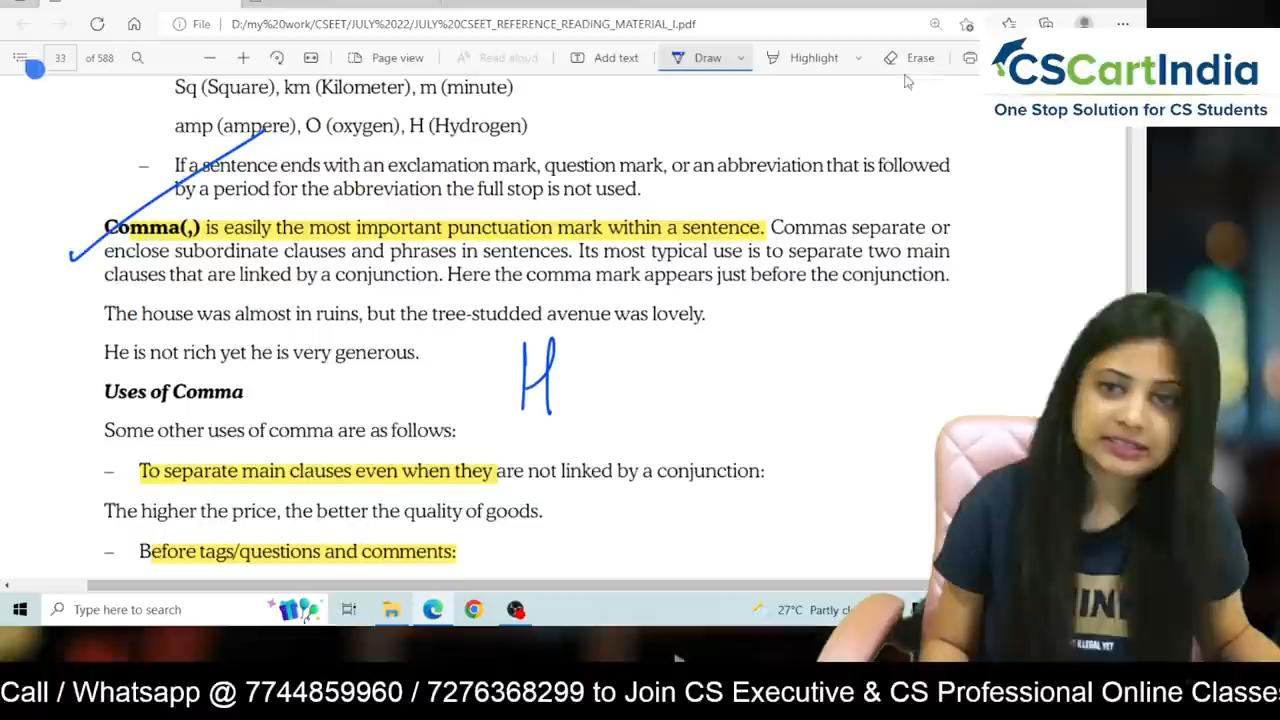 File D:/my%20work/CSEET/JULY%2022/JULY%20CSEET_REFERENCE_READING_MATERIAL_I.pdf
33 of 588 Page view Read aloud Add text Draw Highlight Erase
CSCartIndia
One Stop Solution for CS Students
Sq (Square), km (Kilometer), m (minute)
amp (ampere), O (oxygen), H (Hydrogen)
– If a sentence ends with an exclamation mark, question mark, or an abbreviation that is followed
by a period for the abbreviation the full stop is not used.
Comma(,) is easily the most important punctuation mark within a sentence. Commas separate or
enclose subordinate clauses and phrases in sentences. Its most typical use is to separate two main
clauses that are linked by a conjunction. Here the comma mark appears just before the conjunction.
The house was almost in ruins, but the tree-studded avenue was lovely.
He is not rich yet he is very generous.
H
Uses of Comma
Some other uses of comma are as follows:
– To separate main clauses even when they are not linked by a conjunction:
The higher the price, the better the quality of goods.
– Before tags/questions and comments:
Type here to search
27°C Partly cl
Call / Whatsapp @ 7744859960 / 7276368299 to Join CS Executive & CS Professional Online Classes